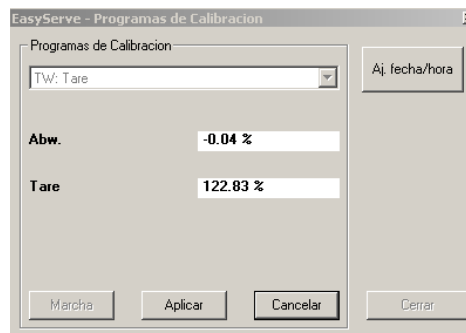 EasyServe - Programas de Calibracion
Programas de Calibracion
TW: Tare
Aj. fecha/hora
Abw. -0.04 %
Tare 122.83 %
Marcha Aplicar Cancelar Cerrar